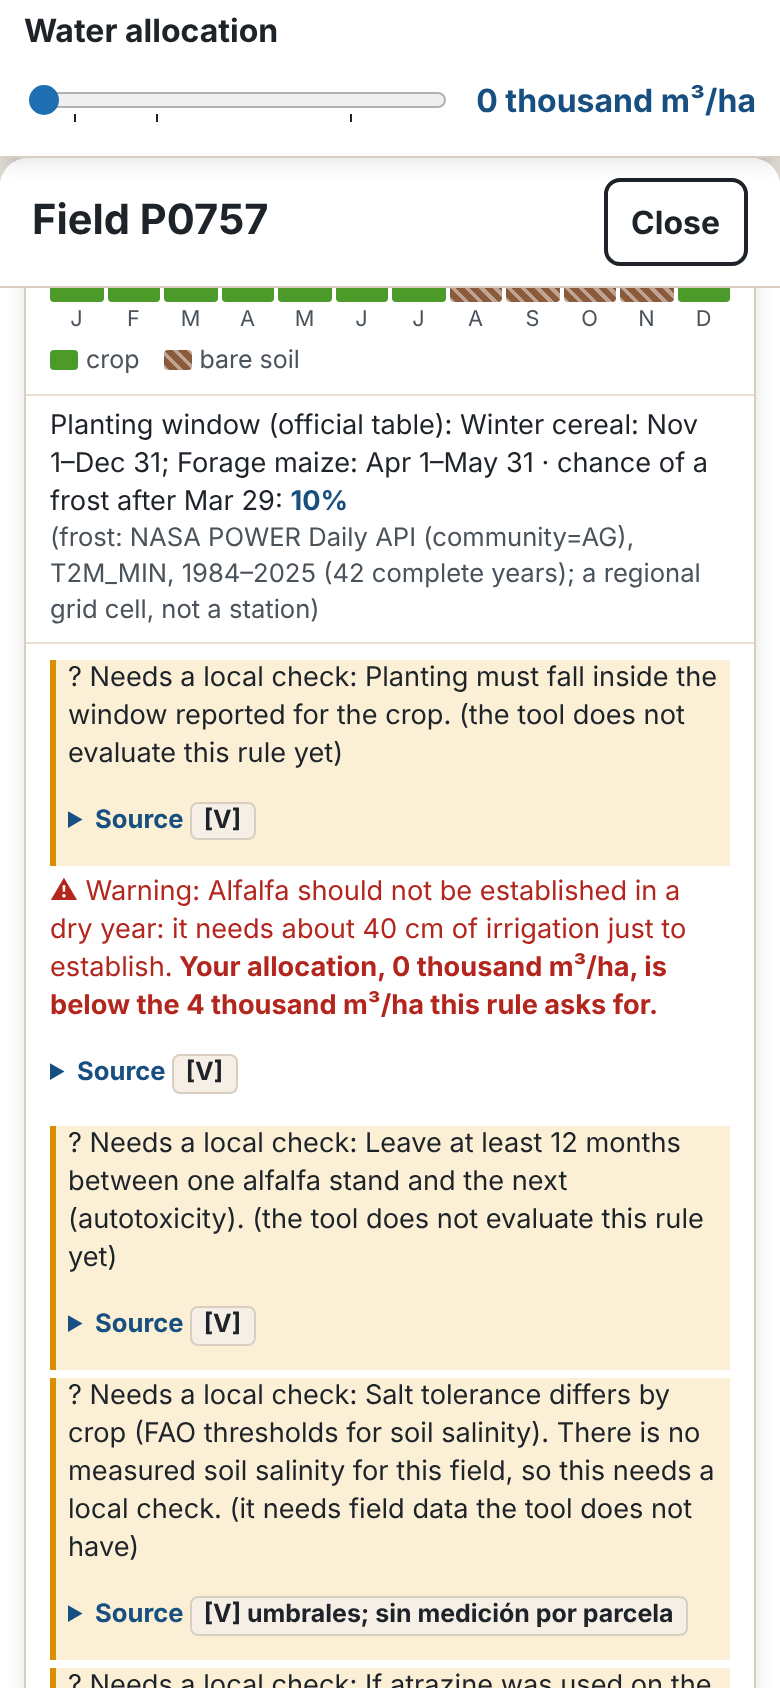 Water allocation
0 thousand m³/ha
Field P0757
Close
J F M A M J J A S O N D
crop bare soil
Planting window (official table): Winter cereal: Nov
1–Dec 31; Forage maize: Apr 1–May 31 · chance of a
frost after Mar 29: 10%
(frost: NASA POWER Daily API (community=AG),
T2M_MIN, 1984–2025 (42 complete years); a regional
grid cell, not a station)
? Needs a local check: Planting must fall inside the
window reported for the crop. (the tool does not
evaluate this rule yet)
Source [V]
Warning: Alfalfa should not be established in a
dry year: it needs about 40 cm of irrigation just to
establish. Your allocation, 0 thousand m³/ha, is
below the 4 thousand m³/ha this rule asks for.
Source [V]
? Needs a local check: Leave at least 12 months
between one alfalfa stand and the next
(autotoxicity). (the tool does not evaluate this rule
yet)
Source [V]
? Needs a local check: Salt tolerance differs by
crop (FAO thresholds for soil salinity). There is no
measured soil salinity for this field, so this needs a
local check. (it needs field data the tool does not
have)
Source [V] umbrales; sin medición por parcela
? Needs a local check: If atrazine was used on the